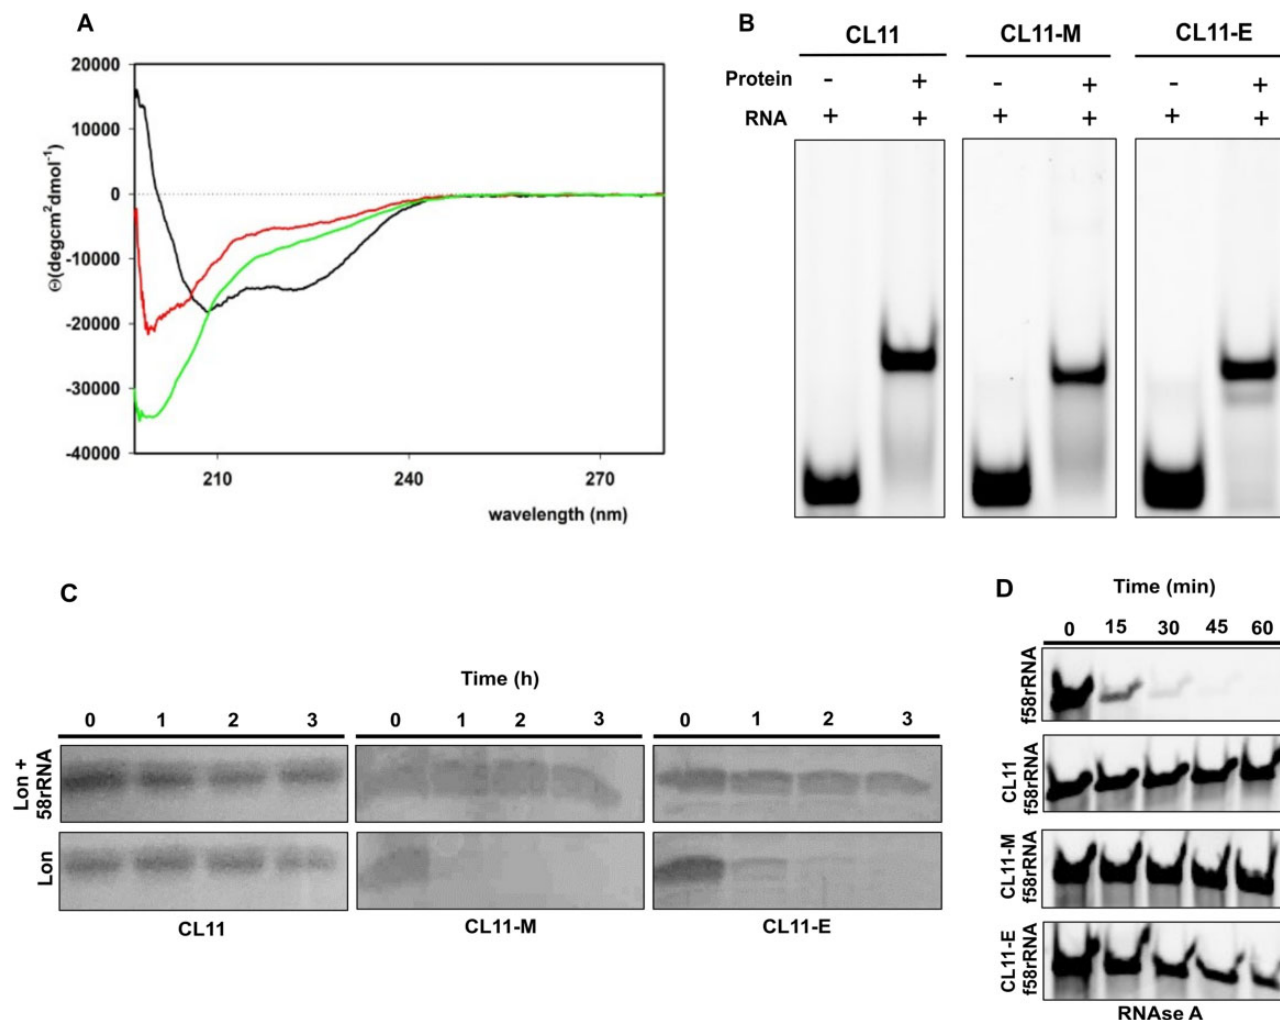 A
20000
10000
0
-10000
-20000
-30000
-40000
Θ(degcm²dmol⁻¹)
210 240 270
wavelength (nm)
B
CL11 CL11-M CL11-E
Protein - + - + - +
RNA + + + + + +
C
Time (h)
0 1 2 3 0 1 2 3 0 1 2 3
Lon +
58rRNA
Lon
CL11 CL11-M CL11-E
D
Time (min)
0 15 30 45 60
f58rRNA
CL11
f58rRNA
CL11-M
f58rRNA
CL11-E
f58rRNA
RNAse A